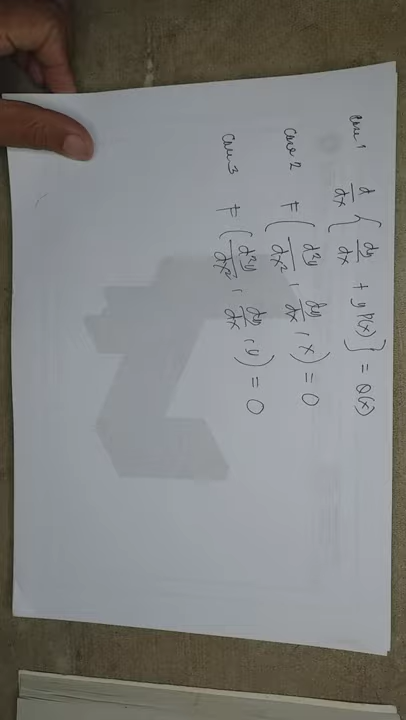 Case 1 d/dx { dy/dx + y P(x) } = Q(x)
Case 2 F ( d²y/dx² , dy/dx , x ) = 0
Case 3 F ( d²y/dx² , dy/dx , y ) = 0